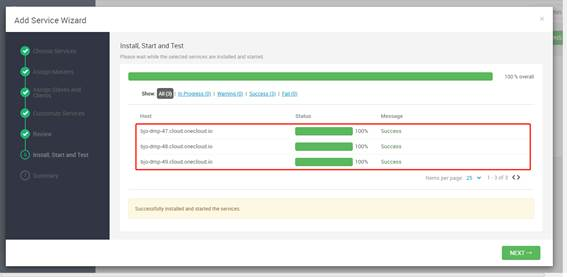 Add Service Wizard
×
Choose Services
Assign Masters
Assign Slaves and
Clients
Customize Services
Review
6 Install, Start and Test
7 Summary
Install, Start and Test
Please wait while the selected services are installed and started.
100 % overall
Show: All (3) | In Progress (0) | Warning (0) | Success (3) | Fail (0)
Host Status Message
bjo-dmp-47.cloud.onecloud.io 100% Success
bjo-dmp-48.cloud.onecloud.io 100% Success
bjo-dmp-49.cloud.onecloud.io 100% Success
Items per page: 25 1 - 3 of 3
Successfully installed and started the services.
NEXT →